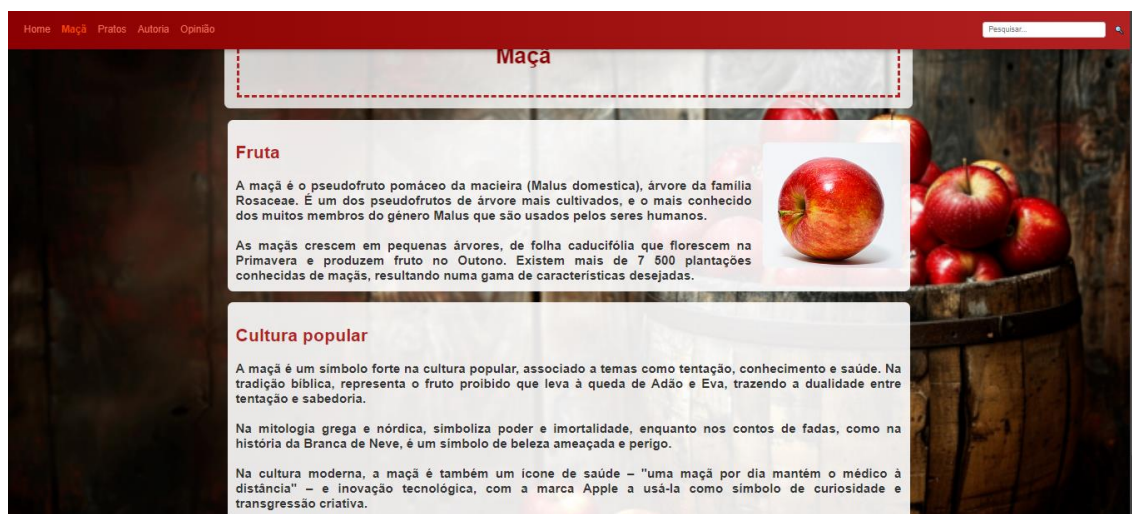 Home Maçã Pratos Autoria Opinião
Pesquisar...
Maçã
Fruta
A maçã é o pseudofruto pomáceo da macieira (Malus domestica), árvore da família
Rosaceae. É um dos pseudofrutos de árvore mais cultivados, e o mais conhecido
dos muitos membros do género Malus que são usados pelos seres humanos.
As maçãs crescem em pequenas árvores, de folha caducifólia que florescem na
Primavera e produzem fruto no Outono. Existem mais de 7 500 plantações
conhecidas de maçãs, resultando numa gama de características desejadas.
Cultura popular
A maçã é um símbolo forte na cultura popular, associado a temas como tentação, conhecimento e saúde. Na
tradição bíblica, representa o fruto proibido que leva à queda de Adão e Eva, trazendo a dualidade entre
tentação e sabedoria.
Na mitologia grega e nórdica, simboliza poder e imortalidade, enquanto nos contos de fadas, como na
história da Branca de Neve, é um símbolo de beleza ameaçada e perigo.
Na cultura moderna, a maçã é também um ícone de saúde – "uma maçã por dia mantém o médico à
distância" – e inovação tecnológica, com a marca Apple a usá-la como símbolo de curiosidade e
transgressão criativa.